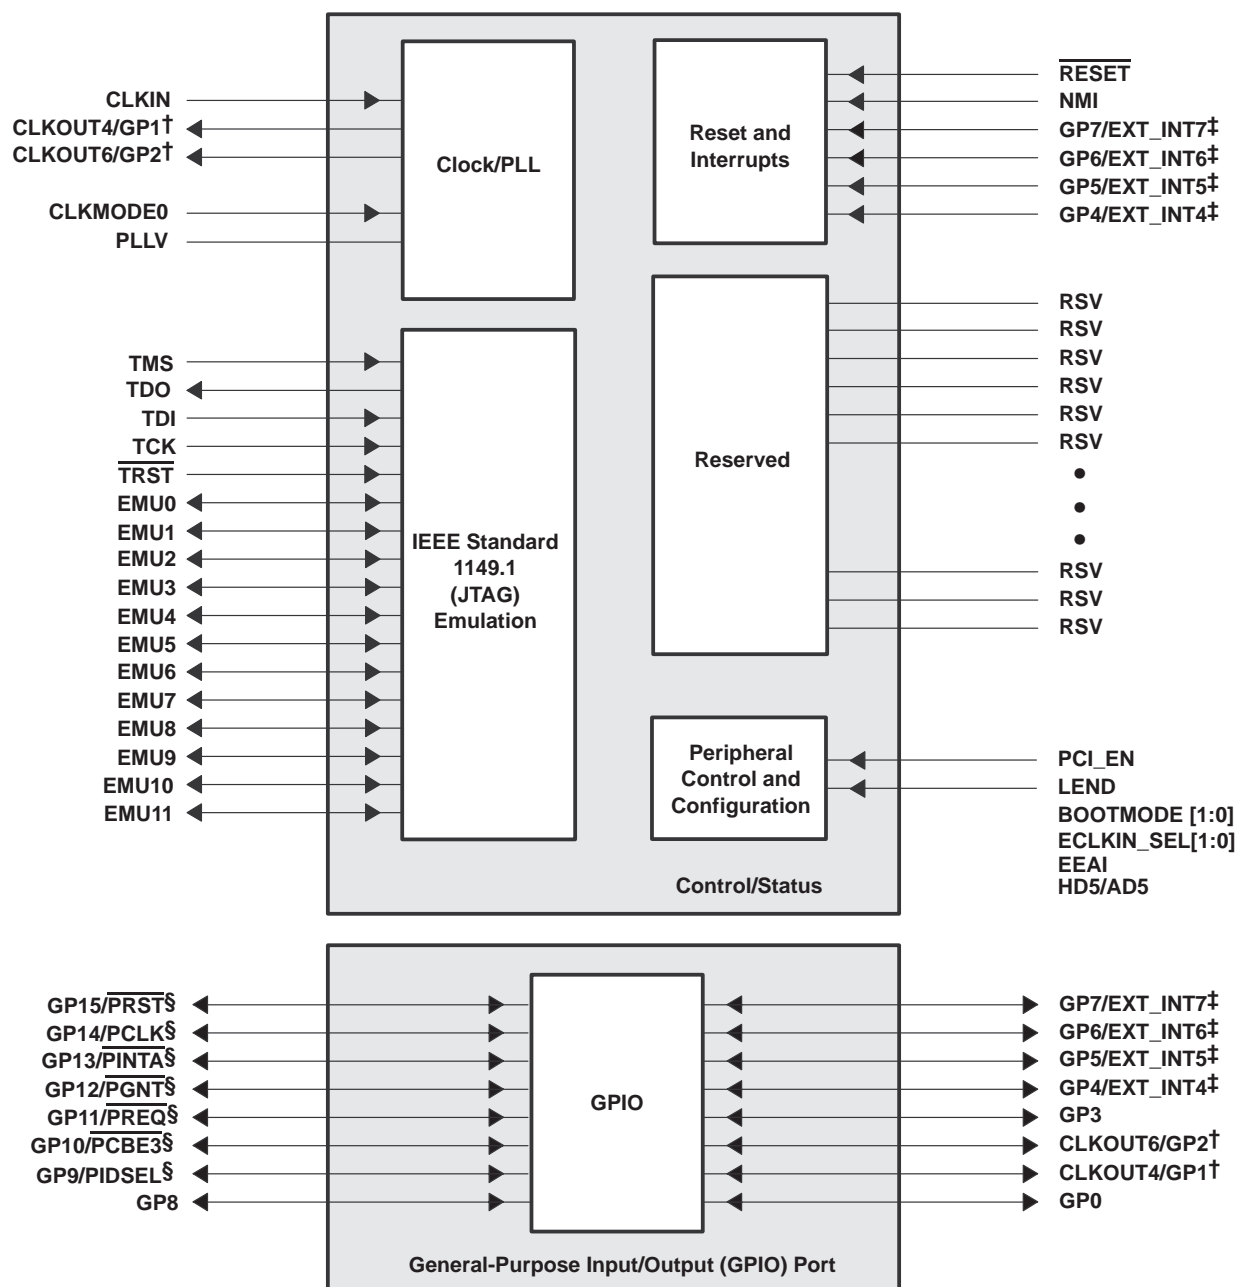 CLKIN
CLKOUT4/GP1†
CLKOUT6/GP2†
CLKMODE0
PLLV
Clock/PLL
Reset and
Interrupts
RESET
NMI
GP7/EXT_INT7‡
GP6/EXT_INT6‡
GP5/EXT_INT5‡
GP4/EXT_INT4‡
TMS
TDO
TDI
TCK
TRST
EMU0
EMU1
EMU2
EMU3
EMU4
EMU5
EMU6
EMU7
EMU8
EMU9
EMU10
EMU11
IEEE Standard
1149.1
(JTAG)
Emulation
Reserved
RSV
RSV
RSV
RSV
RSV
RSV
RSV
RSV
RSV
Peripheral
Control and
Configuration
PCI_EN
LEND
BOOTMODE [1:0]
ECLKIN_SEL[1:0]
EEAI
HD5/AD5
Control/Status
GP15/PRST§
GP14/PCLK§
GP13/PINTA§
GP12/PGNT§
GP11/PREQ§
GP10/PCBE3§
GP9/PIDSEL§
GP8
GPIO
GP7/EXT_INT7‡
GP6/EXT_INT6‡
GP5/EXT_INT5‡
GP4/EXT_INT4‡
GP3
CLKOUT6/GP2†
CLKOUT4/GP1†
GP0
General-Purpose Input/Output (GPIO) Port